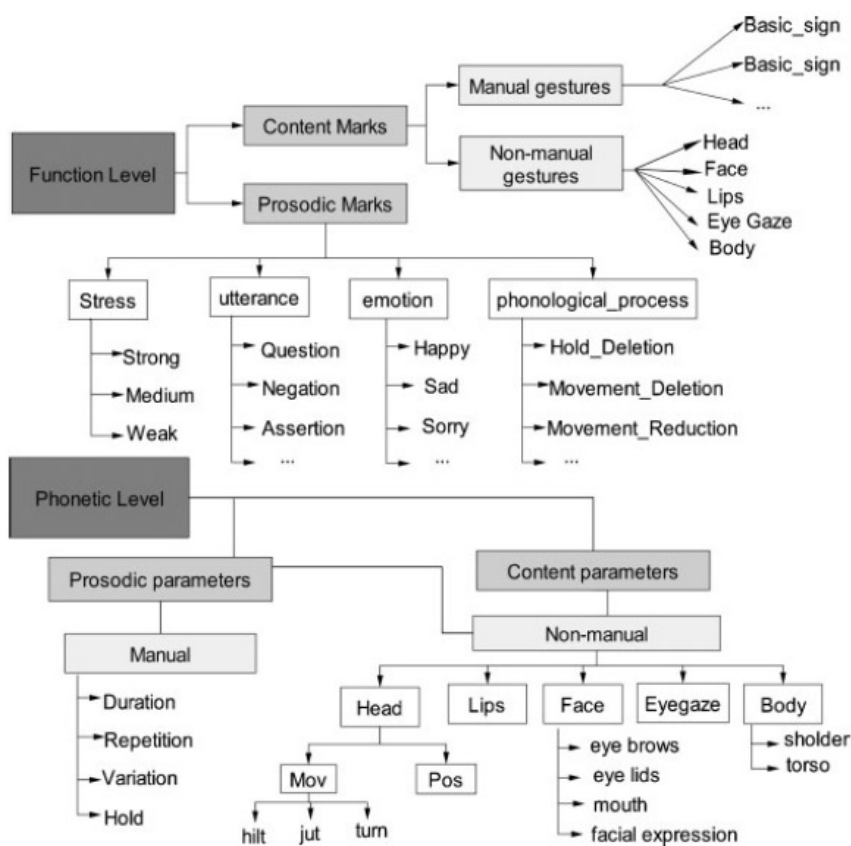 Basic_sign
Basic_sign
...
Manual gestures
Content Marks
Function Level
Non-manual
gestures
Head
Face
Lips
Eye Gaze
Body
Prosodic Marks
Stress
utterance
emotion
phonological_process
Strong
Medium
Weak
Question
Negation
Assertion
...
Happy
Sad
Sorry
...
Hold_Deletion
Movement_Deletion
Movement_Reduction
...
Phonetic Level
Prosodic parameters
Content parameters
Manual
Non-manual
Duration
Repetition
Variation
Hold
Head
Lips
Face
Eyegaze
Body
Mov
Pos
hilt
jut
turn
eye brows
eye lids
mouth
facial expression
sholder
torso